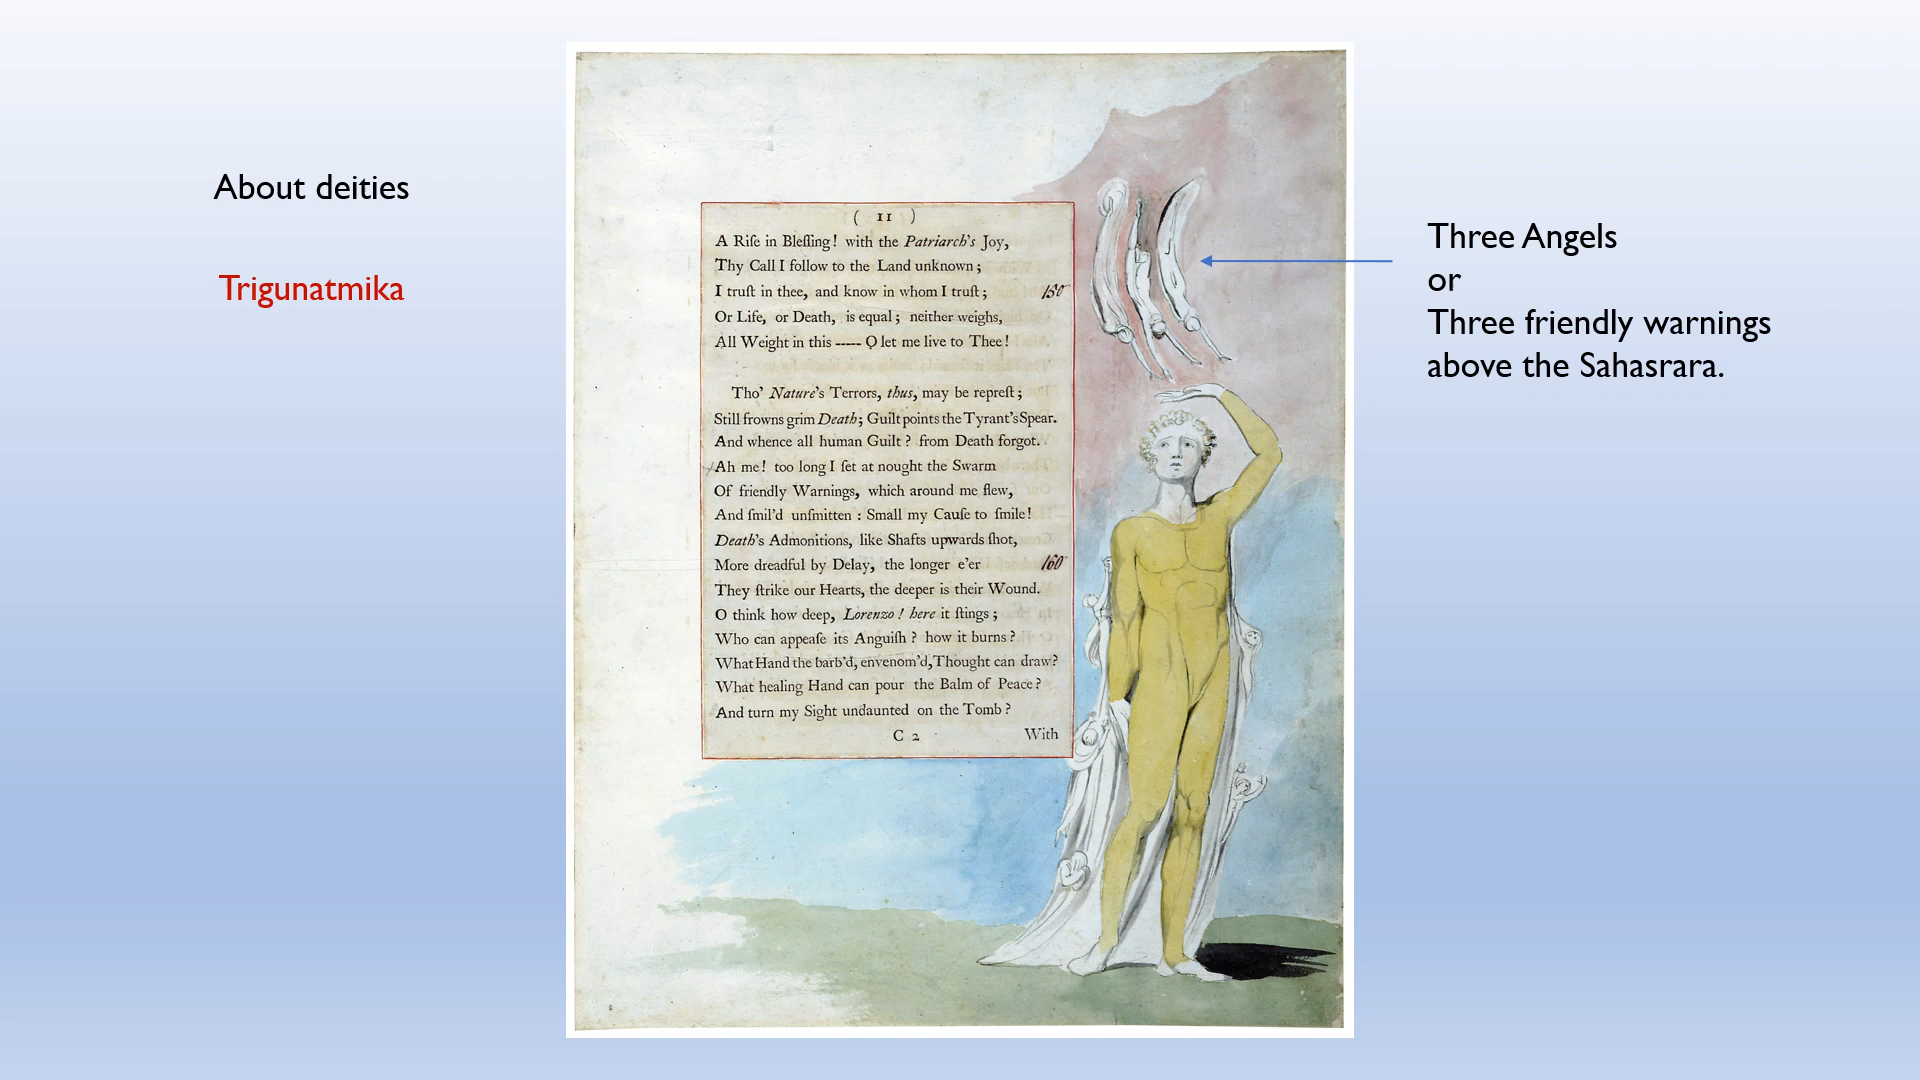 About deities
Trigunatmika
( 11 )
A Riſe in Bleſſing! with the Patriarch's Joy,
Thy Call I follow to the Land unknown;
I truſt in thee, and know in whom I truſt;
150
Or Life, or Death, is equal; neither weighs,
All Weight in this ----- O let me live to Thee!
Tho' Nature's Terrors, thus, may be repreſt;
Still frowns grim Death; Guilt points the Tyrant's Spear.
And whence all human Guilt? from Death forgot.
Ah me! too long I ſet at nought the Swarm
Of friendly Warnings, which around me flew,
And ſmil'd unſmitten: Small my Cauſe to ſmile!
Death's Admonitions, like Shafts upwards ſhot,
More dreadful by Delay, the longer e'er
160
They ſtrike our Hearts, the deeper is their Wound.
O think how deep, Lorenzo! here it ſtings;
Who can appeaſe its Anguiſh? how it burns?
What Hand the barb'd, envenom'd, Thought can draw?
What healing Hand can pour the Balm of Peace?
And turn my Sight undaunted on the Tomb?
C 2 With
Three Angels
or
Three friendly warnings
above the Sahasrara.